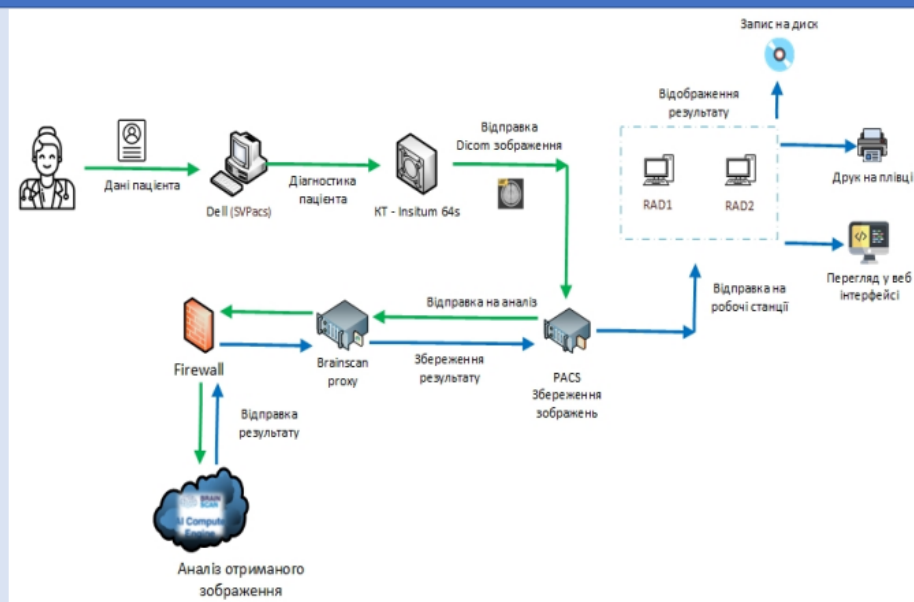 Запис на диск
Відображення
результату
Відправка
Dicom зображення
Дані пацієнта
Dell (SVPacs)
Діагностика
пацієнта
КТ - Insitum 64s
RAD1
RAD2
Друк на плівці
Перегляд у веб
інтерфейсі
Відправка на
робочі станції
Відправка на аналіз
Firewall
Brainscan
proxy
Збереження
результату
PACS
Збереження
зображень
Відправка
результату
BRAIN
SCAN
AI Compute
Engine
Аналіз отриманого
зображення